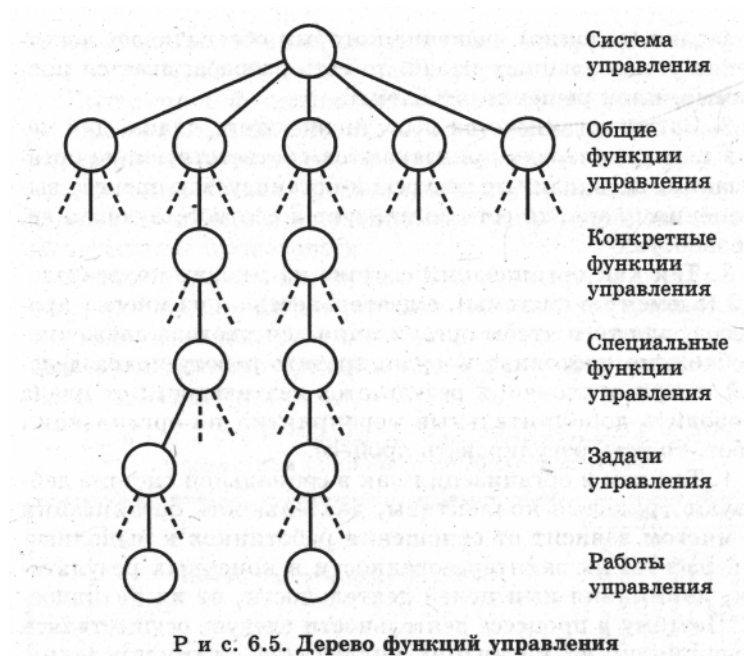 Система
управления
Общие
функции
управления
Конкретные
функции
управления
Специальные
функции
управления
Задачи
управления
Работы
управления
Р и с. 6.5. Дерево функций управления